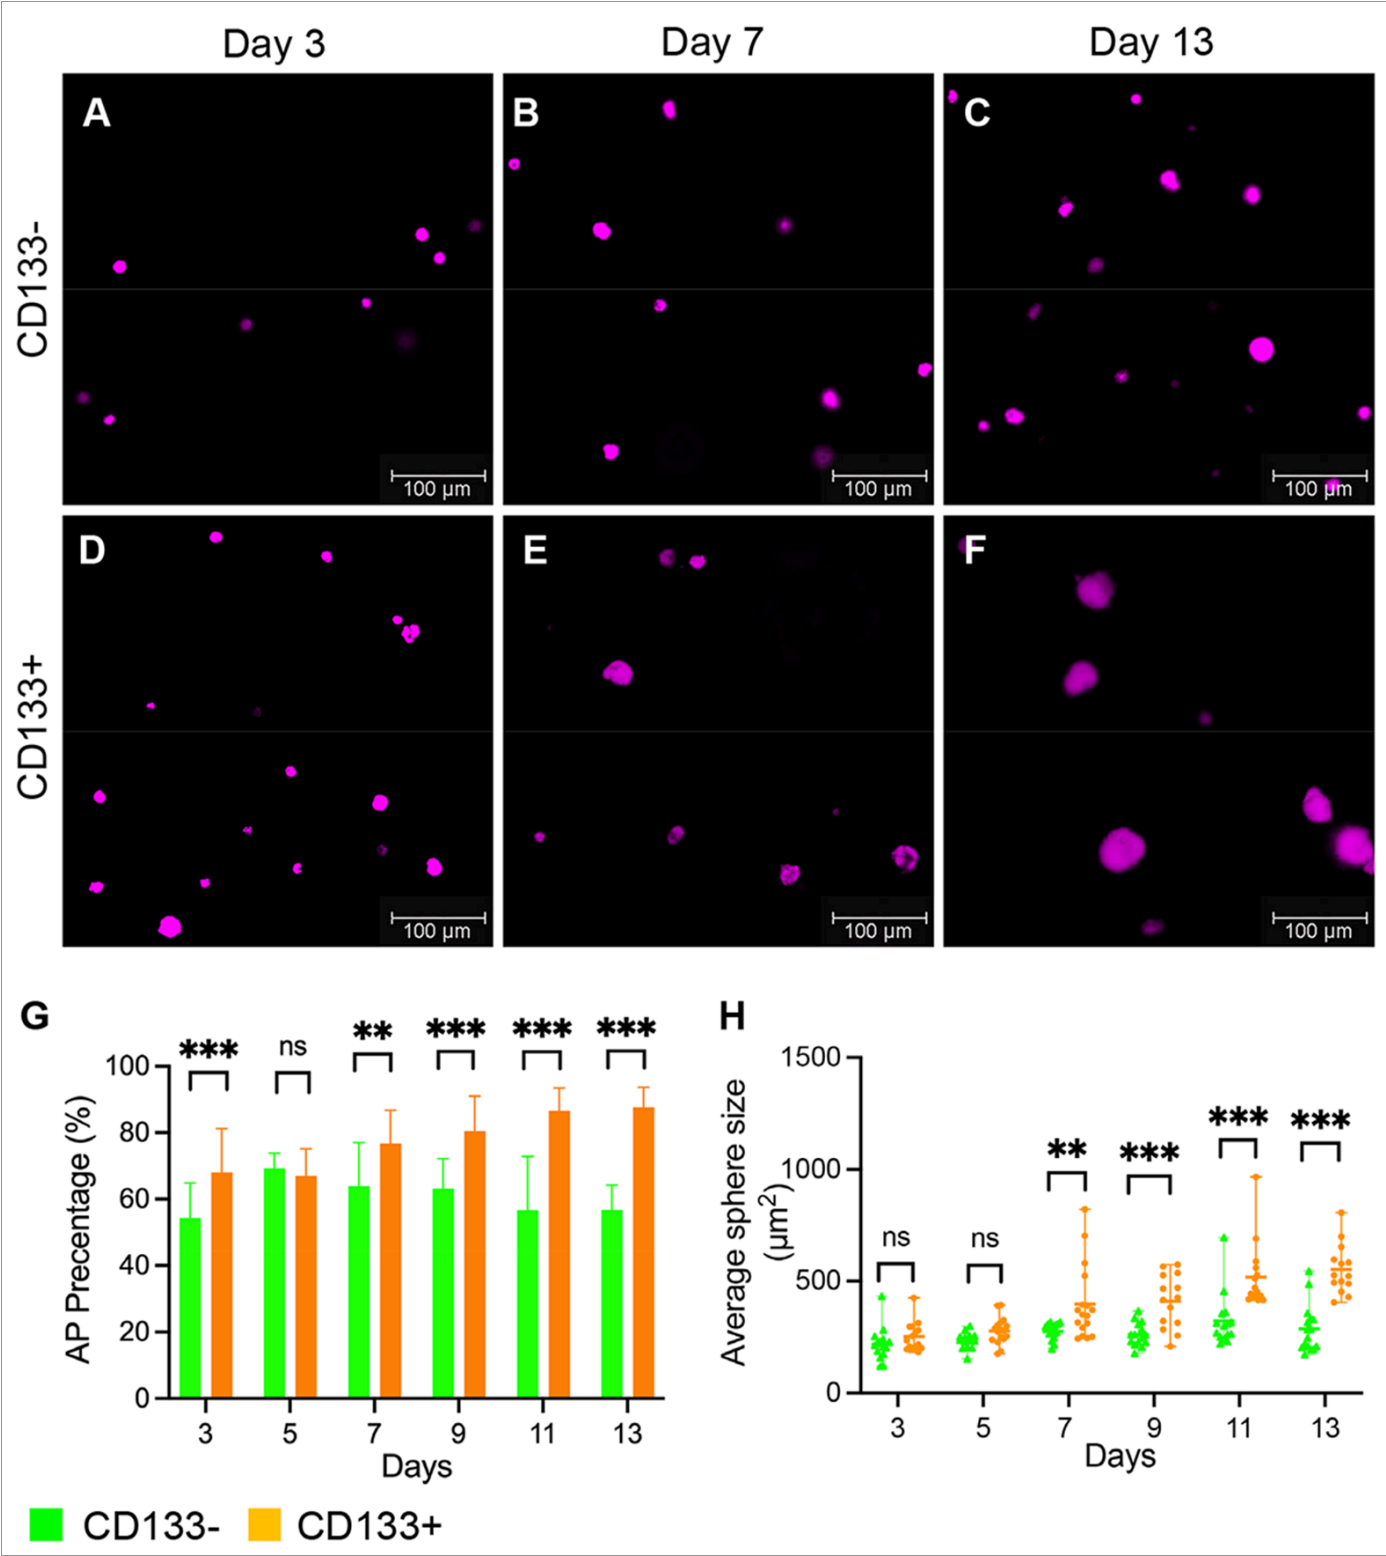 Day 3 Day 7 Day 13
CD133-
A B C
100 µm 100 µm 100 µm
CD133+
D E F
100 µm 100 µm 100 µm
G
*** ns ** *** *** ***
AP Precentage (%)
100
80
60
40
20
0
3 5 7 9 11 13
Days
H
ns ns ** *** *** ***
Average sphere size
(µm2)
1500
1000
500
0
3 5 7 9 11 13
Days
CD133- CD133+